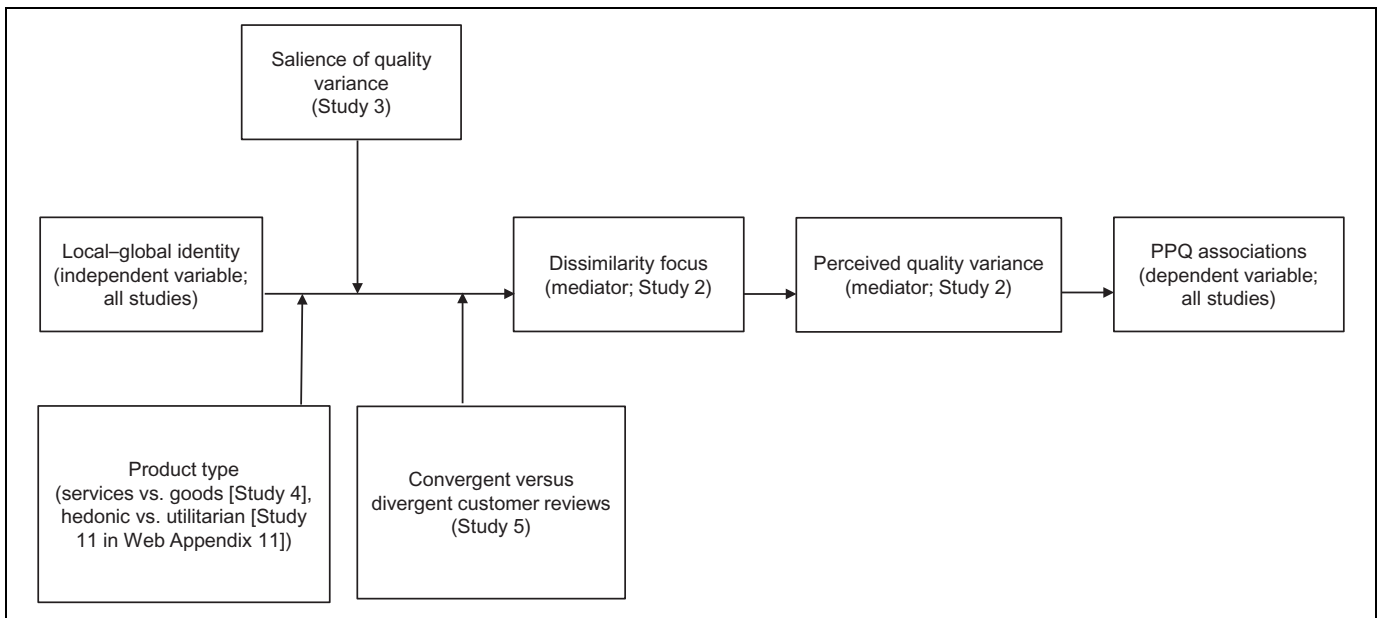 Salience of quality
variance
(Study 3)
Local–global identity
(independent variable;
all studies)
Dissimilarity focus
(mediator; Study 2)
Perceived quality variance
(mediator; Study 2)
PPQ associations
(dependent variable;
all studies)
Product type
(services vs. goods [Study 4],
hedonic vs. utilitarian [Study
11 in Web Appendix 11])
Convergent versus
divergent customer reviews
(Study 5)